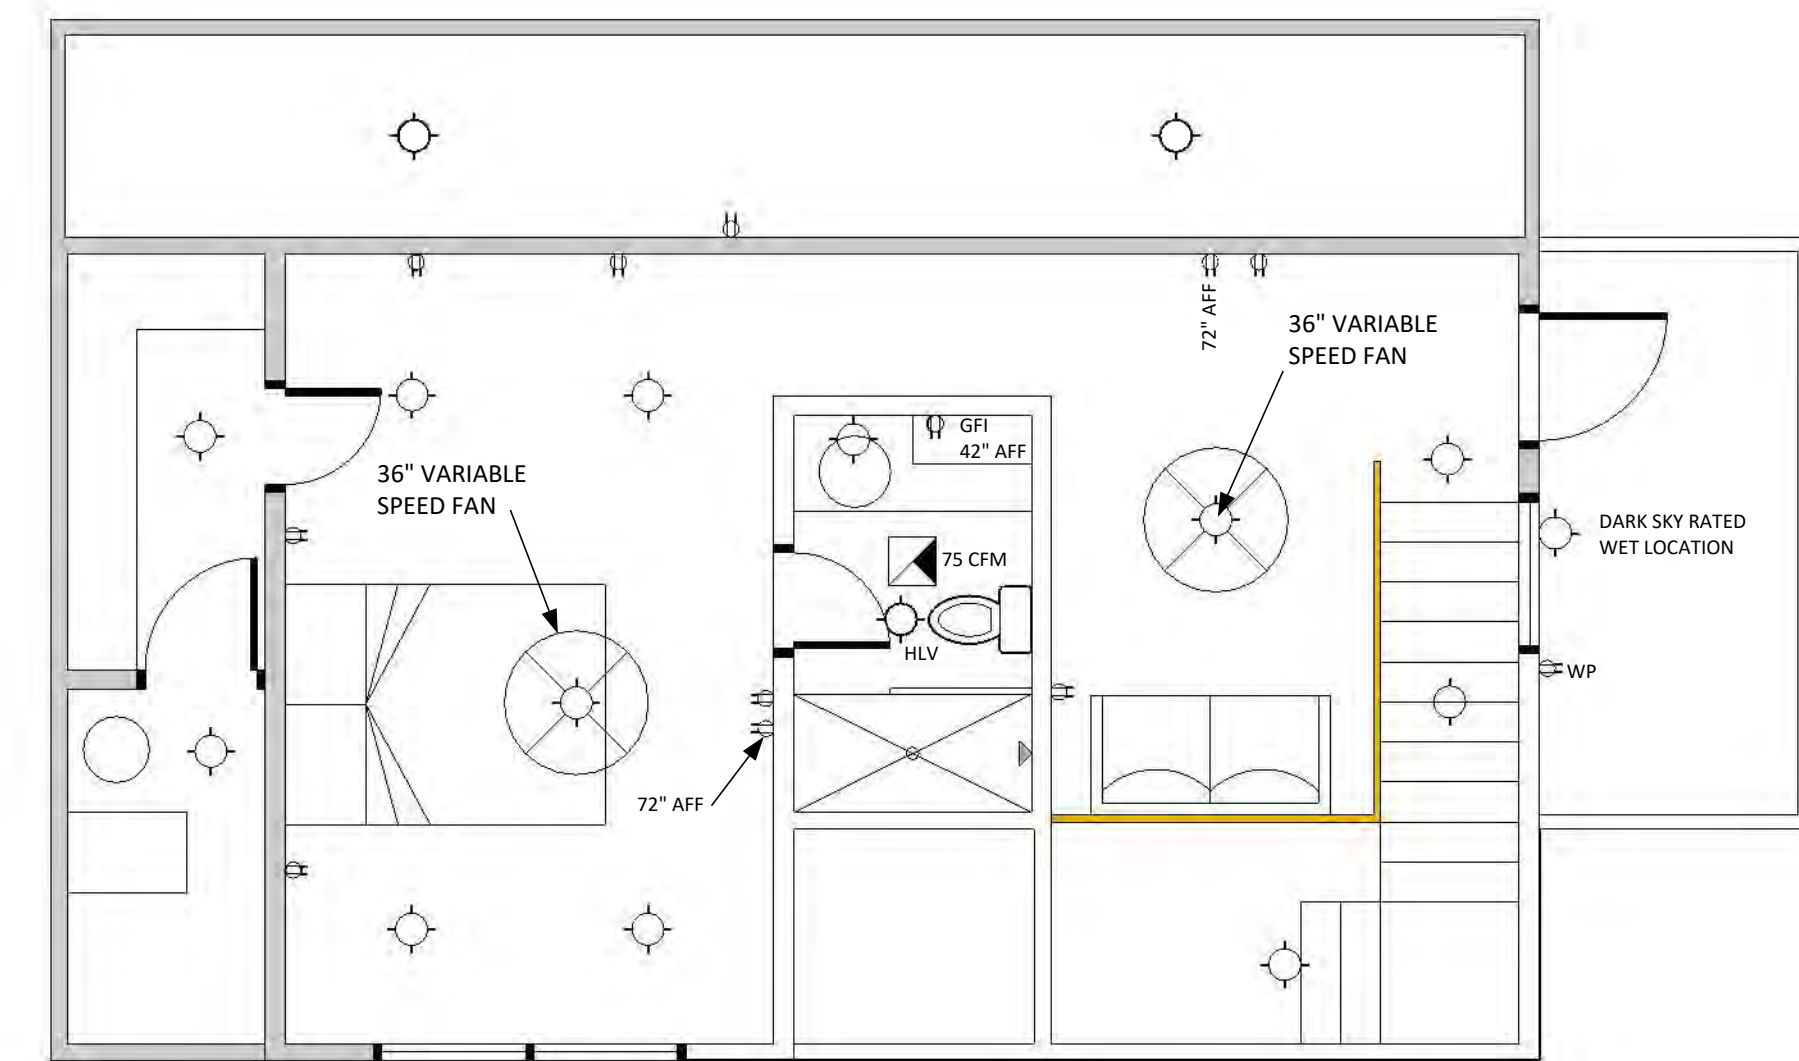 72" AFF
36" VARIABLE
SPEED FAN
GFI
42" AFF
36" VARIABLE
SPEED FAN
DARK SKY RATED
WET LOCATION
75 CFM
HLV
WP
72" AFF